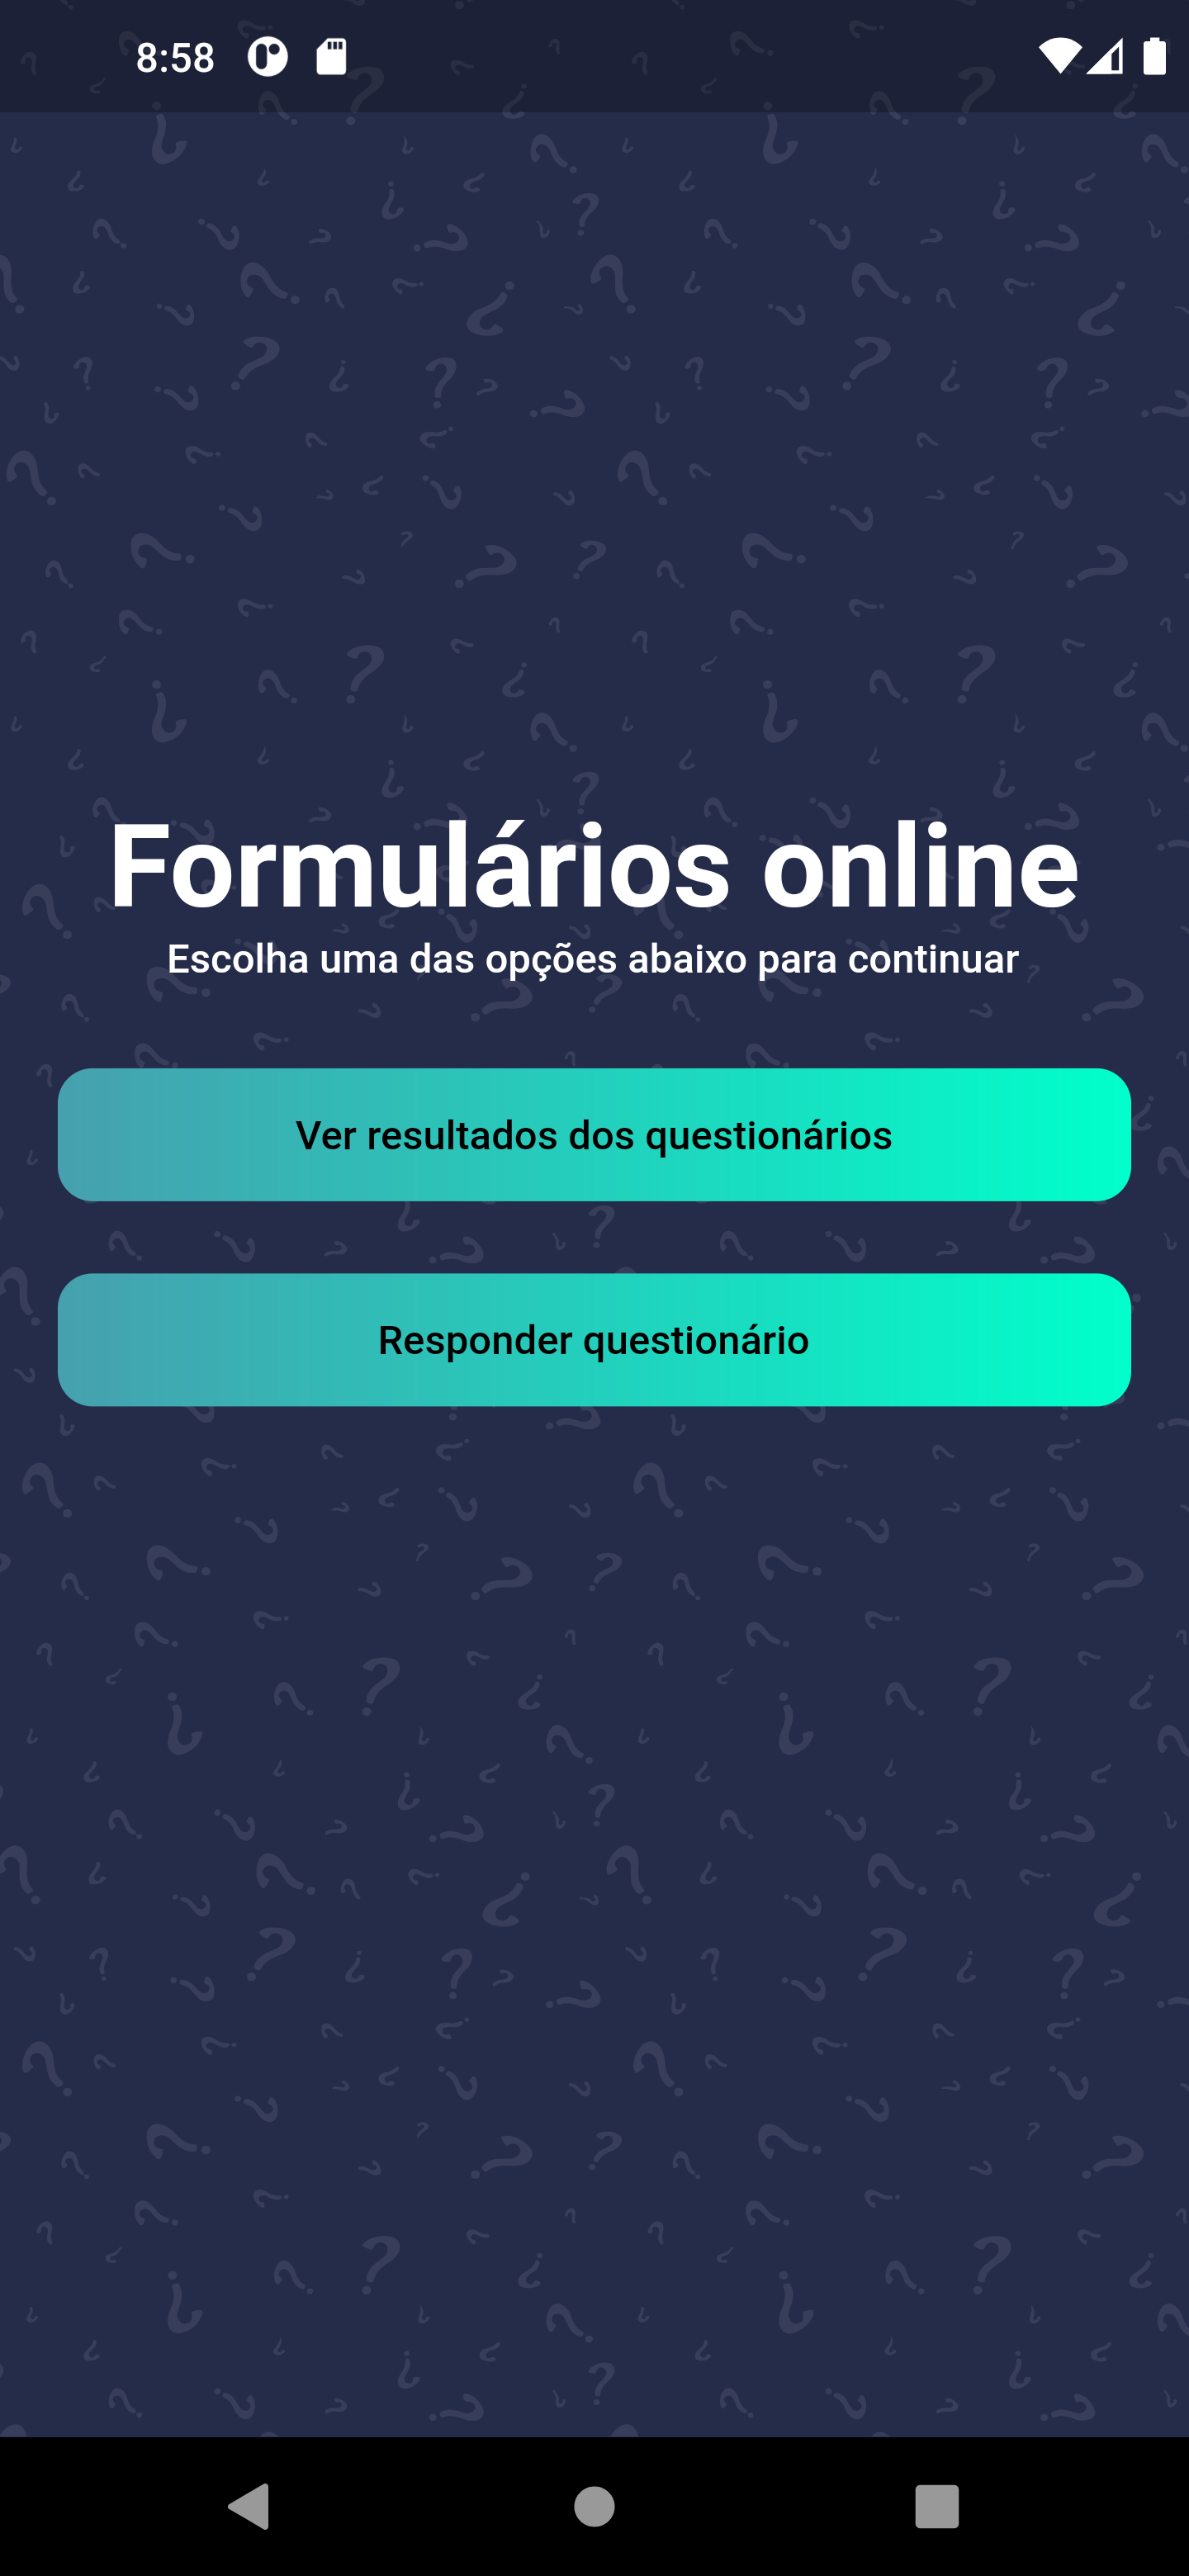 8:58
Formulários online
Escolha uma das opções abaixo para continuar
Ver resultados dos questionários
Responder questionário